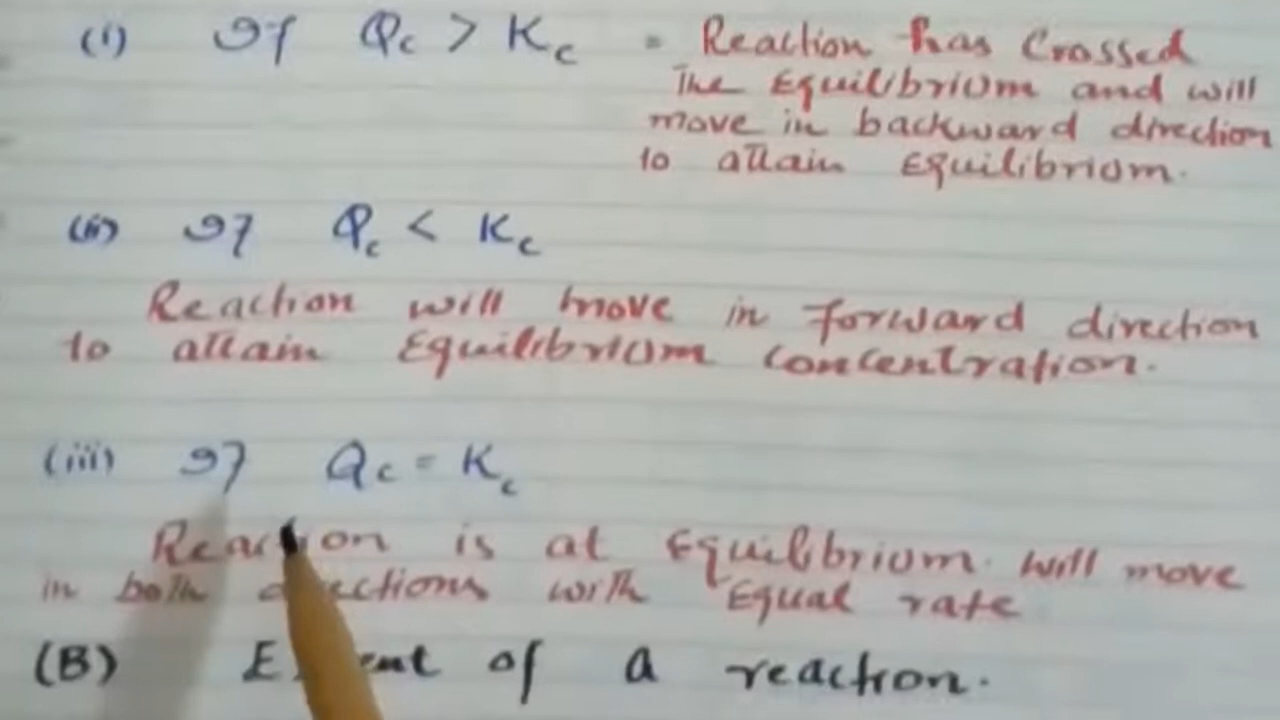 (i) If Qc > Kc = Reaction has Crossed
The Equilibrium and will
move in backward direction
to attain Equilibrium.
(ii) If Qc < Kc
Reaction will move in forward direction
to attain Equilibrium Concentration.
(iii) If Qc = Kc
is at Equilibrium. will move
in both with Equal rate
(B) of a reaction.